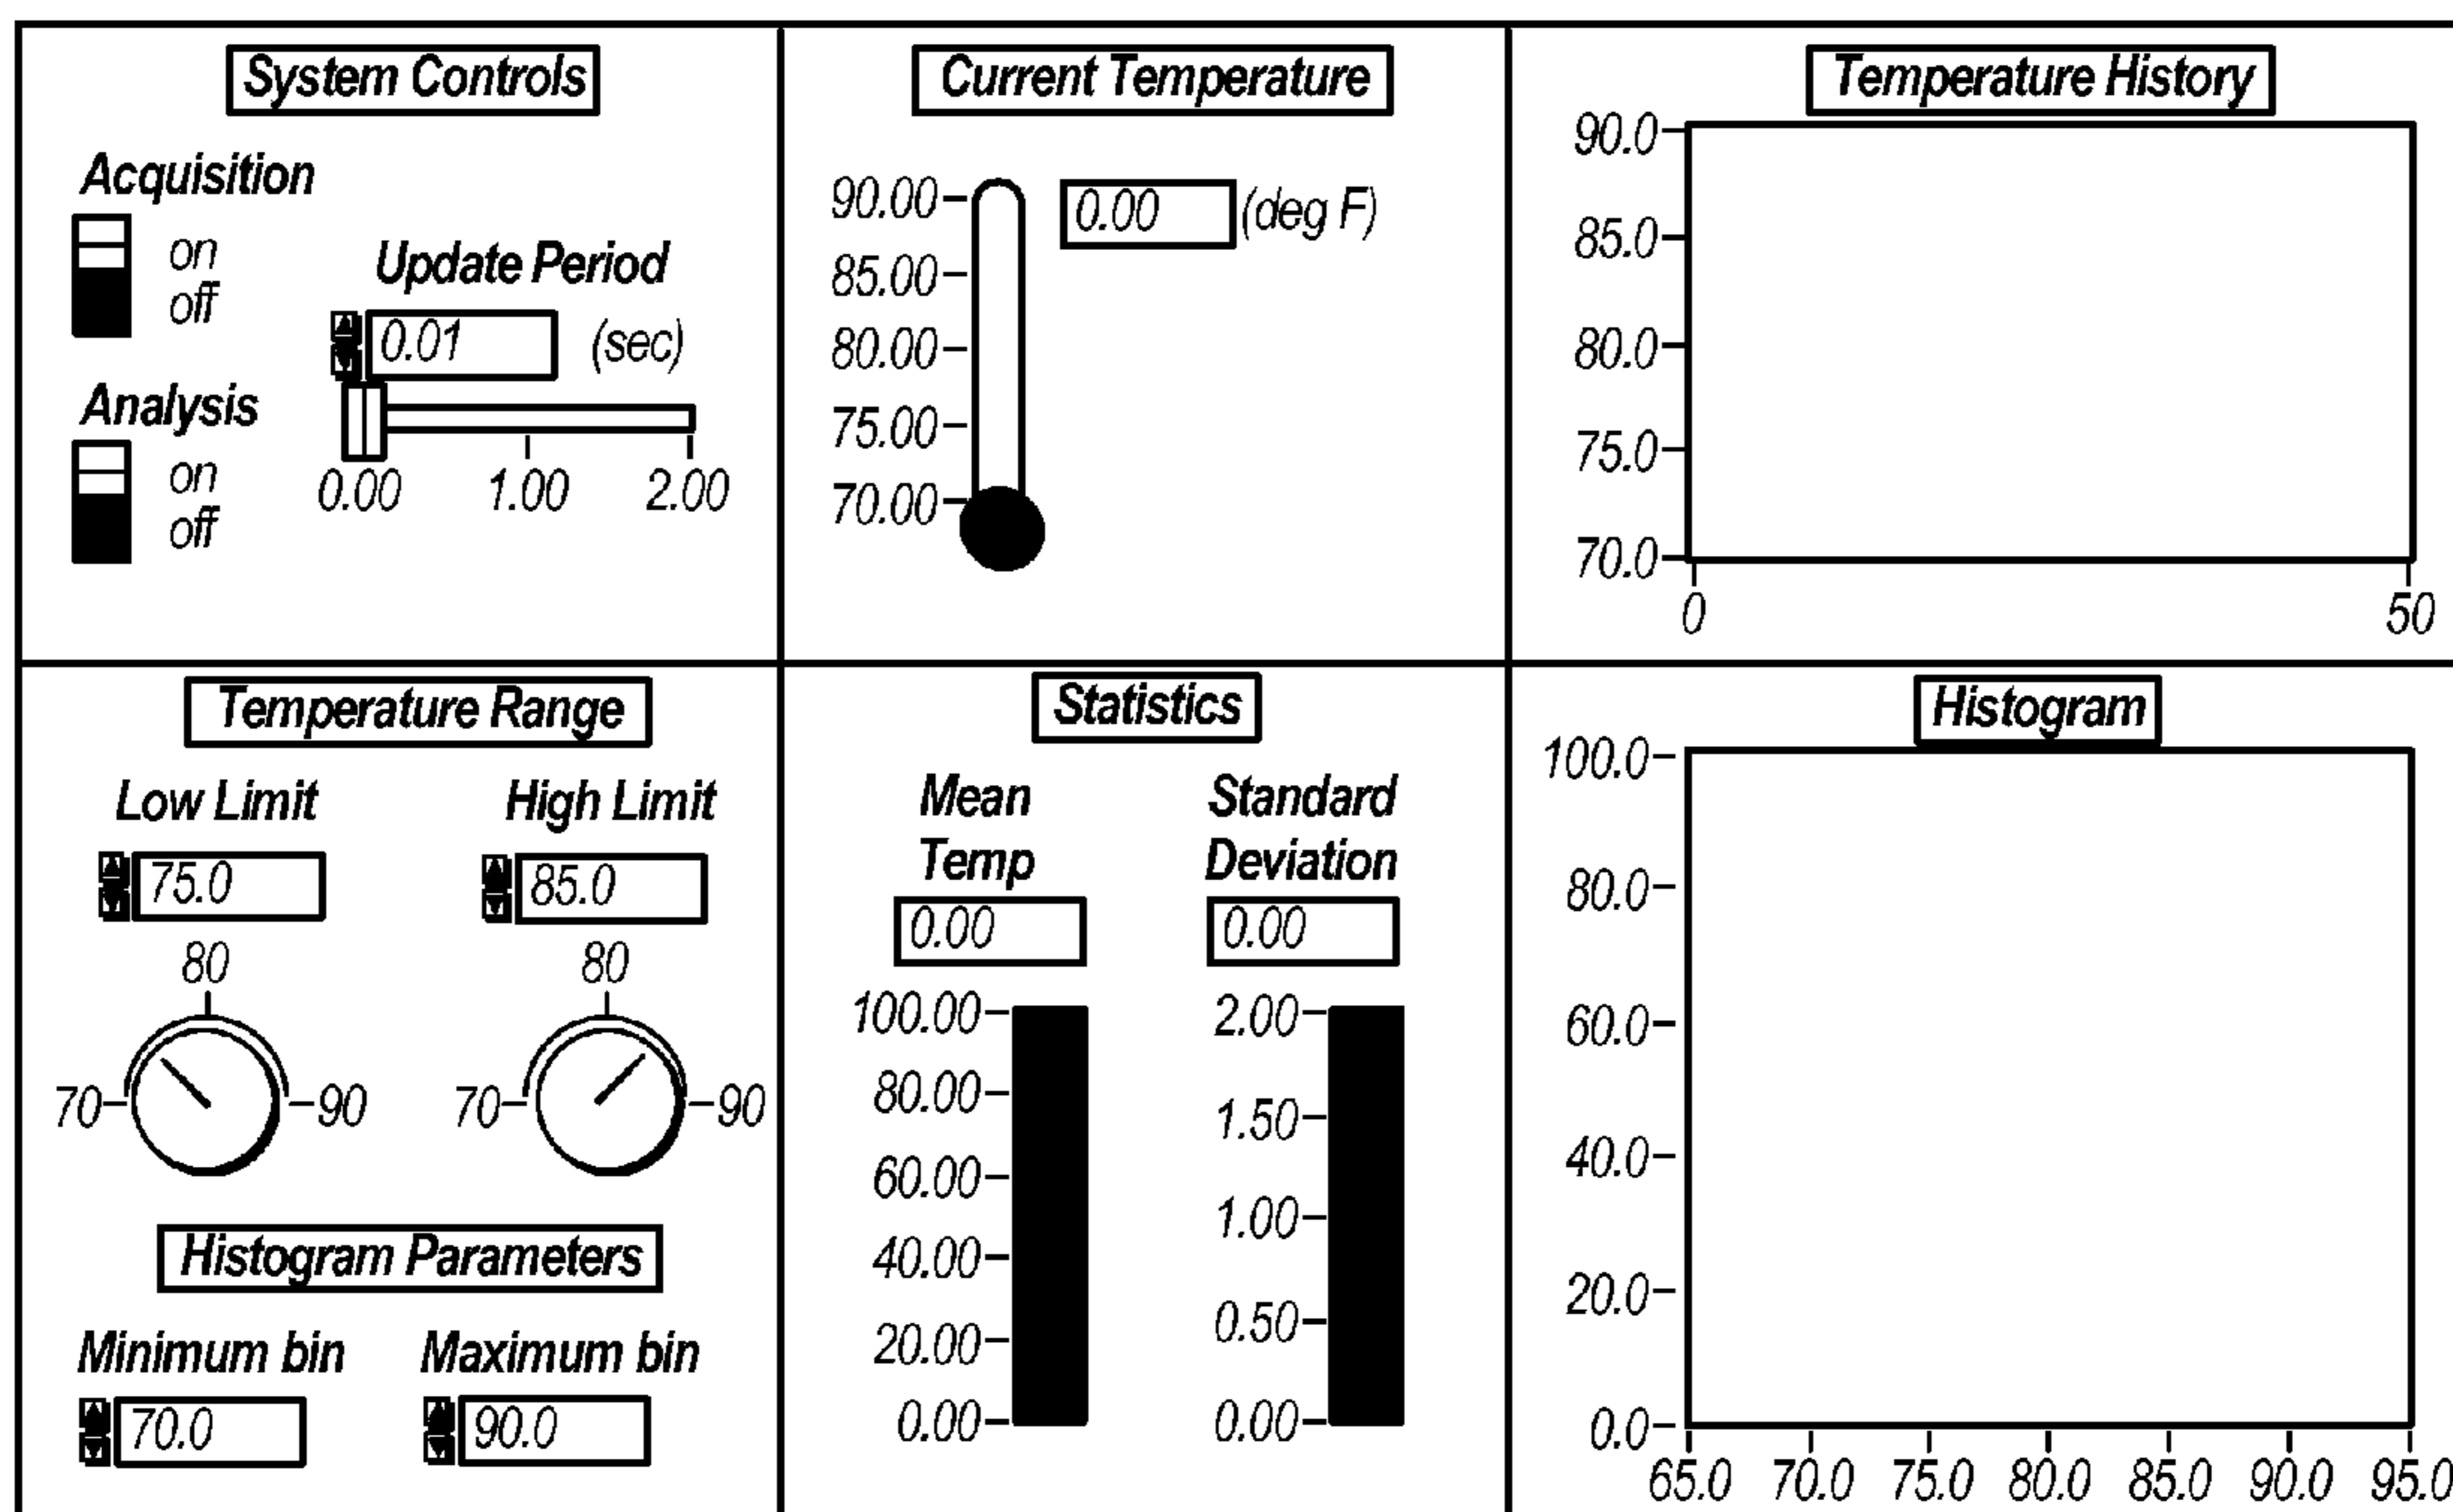 System Controls
Acquisition
on
off
Update Period
0.01 (sec)
Analysis
on
off
0.00 1.00 2.00
Current Temperature
0.00 (deg F)
90.00
85.00
80.00
75.00
70.00
Temperature History
90.0
85.0
80.0
75.0
70.0
0 50
Temperature Range
Low Limit High Limit
75.0 85.0
80 80
70 90 70 90
Histogram Parameters
Minimum bin Maximum bin
70.0 90.0
Statistics
Mean Temp
0.00
100.00
80.00
60.00
40.00
20.00
0.00
Standard Deviation
0.00
2.00
1.50
1.00
0.50
0.00
Histogram
100.0
80.0
60.0
40.0
20.0
0.0
65.0 70.0 75.0 80.0 85.0 90.0 95.0